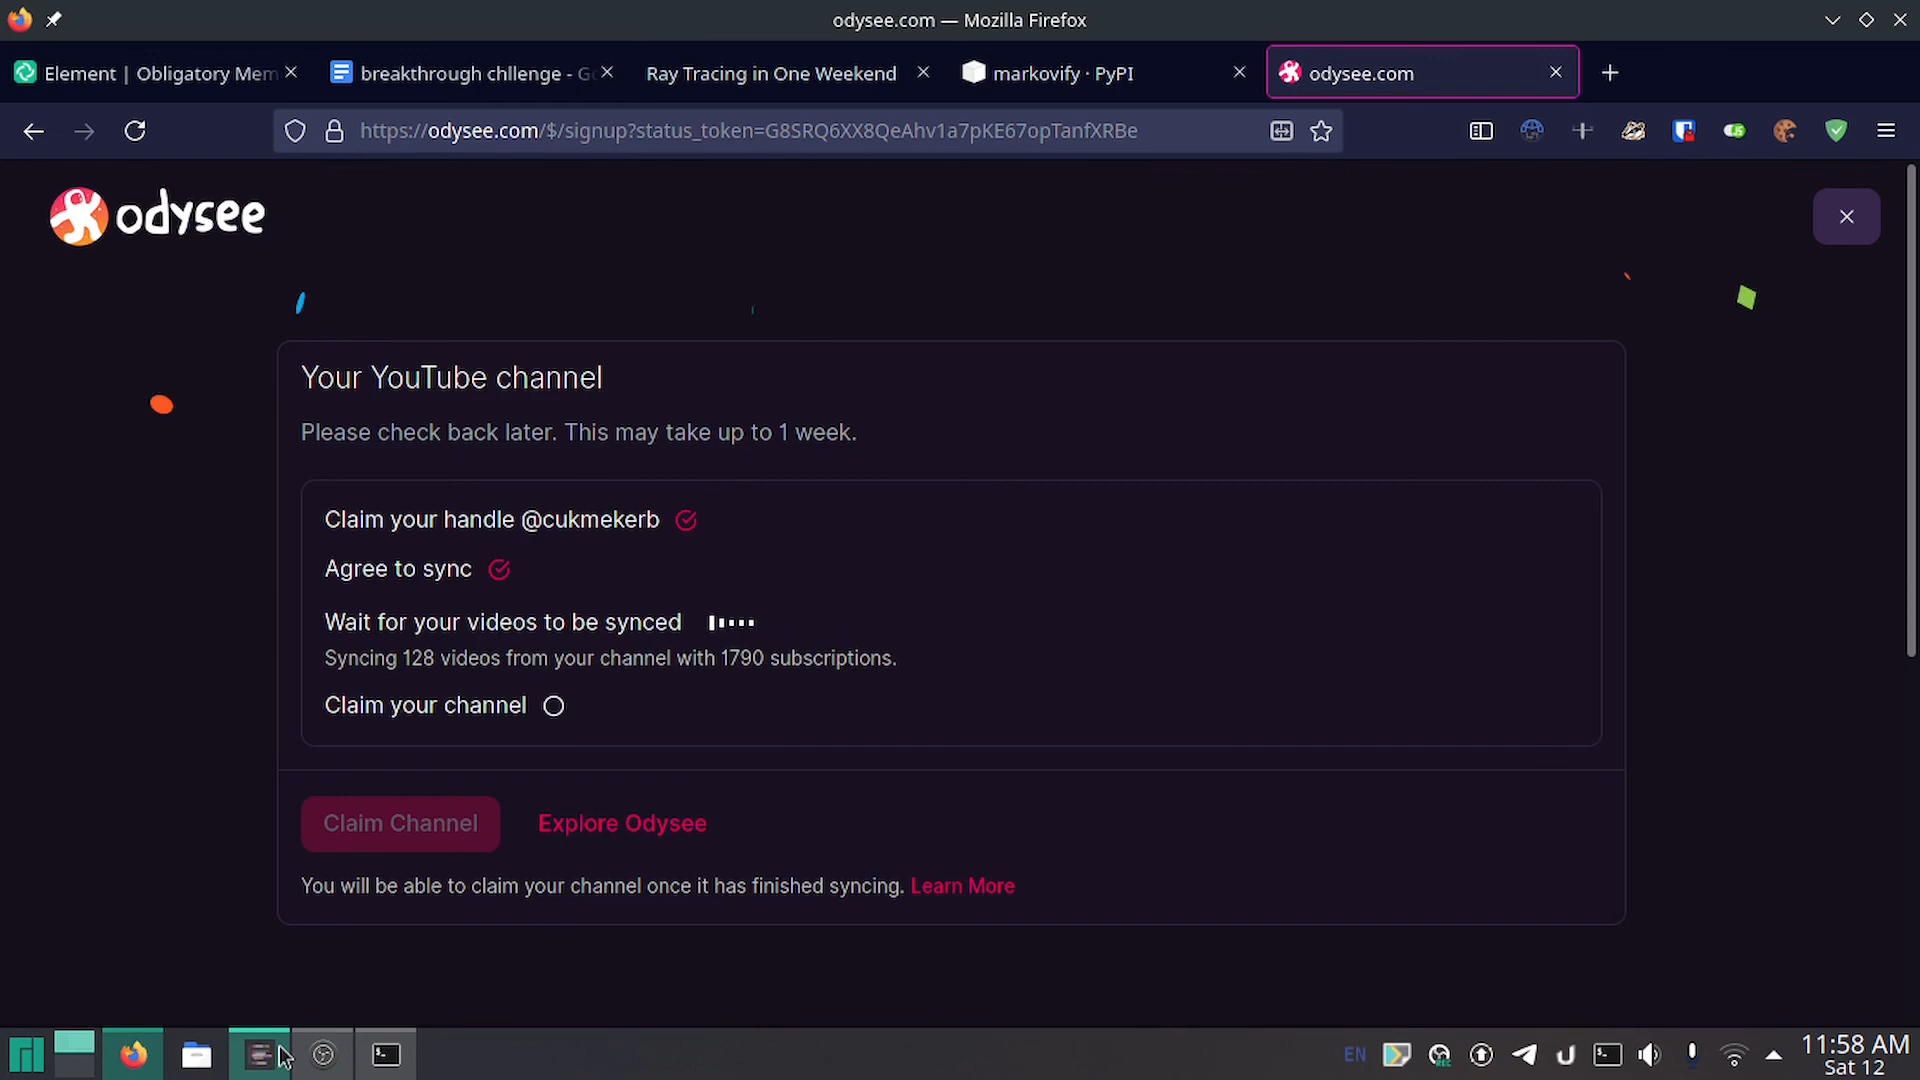 odysee.com — Mozilla Firefox
Element | Obligatory Mem
breakthrough chllenge - Go
Ray Tracing in One Weekend
markovify · PyPI
odysee.com
https://odysee.com/$/signup?status_token=G8SRQ6XX8QeAhv1a7pKE67opTanfXRBe
odysee
Your YouTube channel
Please check back later. This may take up to 1 week.
Claim your handle @cukmekerb
Agree to sync
Wait for your videos to be synced
Syncing 128 videos from your channel with 1790 subscriptions.
Claim your channel
Claim Channel
Explore Odysee
You will be able to claim your channel once it has finished syncing. Learn More
EN
REC
11:58 AM
Sat 12